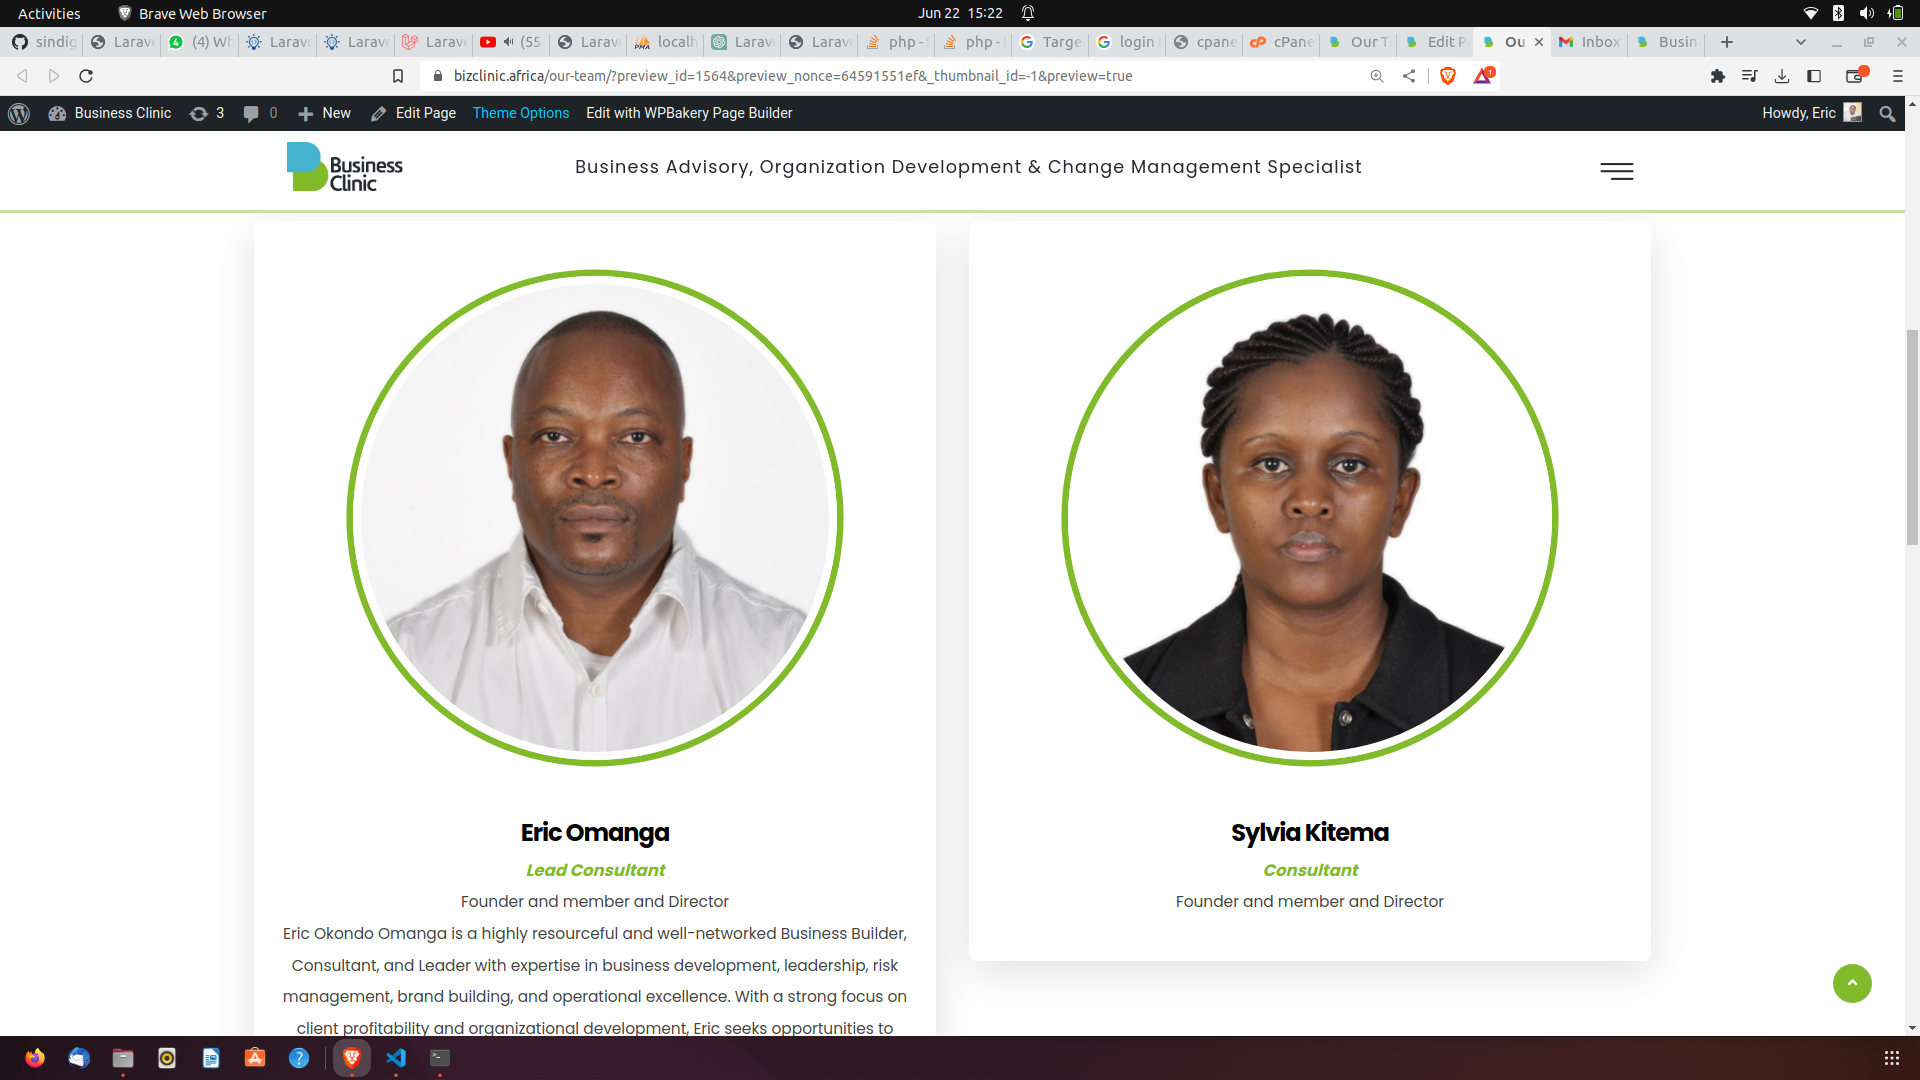 Activities
Brave Web Browser
Jun 22 15:22
sindig
Larav
(4) Wh
Larave
Larave
Larave
(55
Larav
localh
Larav
Larav
php - S
php - 
Targe
login
cpane
cPane
Our T
Edit P
Ou
Inbox
Busin
bizclinic.africa/our-team/?preview_id=1564&preview_nonce=64591551ef&_thumbnail_id=-1&preview=true
1
Business Clinic
3
0
New
Edit Page
Theme Options
Edit with WPBakery Page Builder
Howdy, Eric
Business
Clinic
Business Advisory, Organization Development & Change Management Specialist
Eric Omanga
Lead Consultant
Founder and member and Director
Eric Okondo Omanga is a highly resourceful and well-networked Business Builder,
Consultant, and Leader with expertise in business development, leadership, risk
management, brand building, and operational excellence. With a strong focus on
client profitability and organizational development, Eric seeks opportunities to
Sylvia Kitema
Consultant
Founder and member and Director